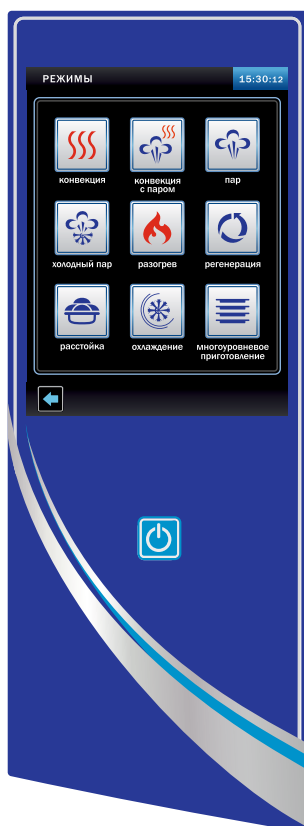 РЕЖИМЫ
15:30:12
конвекция
конвекция
с паром
пар
холодный пар
разогрев
регенерация
расстойка
охлаждение
многоуровневое
приготовление